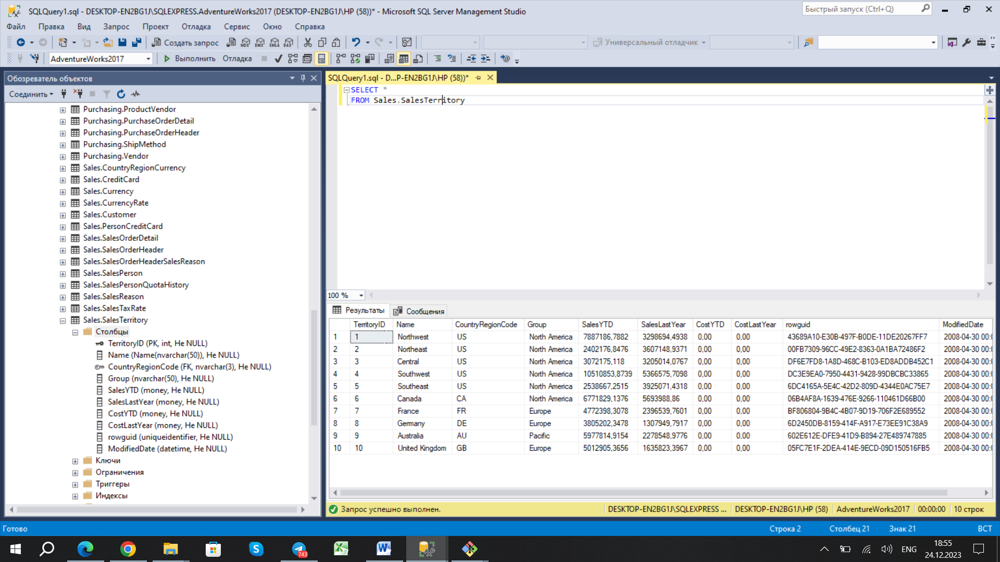 SQLQuery1.sql - DESKTOP-EN2BG1J\SQLEXPRESS.AdventureWorks2017 (DESKTOP-EN2BG1J\HP (58))* - Microsoft SQL Server Management Studio
Быстрый запуск (Ctrl+Q)
Файл Правка Вид Запрос Проект Отладка Сервис Окно Справка
Создать запрос MDX DMX XMLA DAX Универсальный отладчик
AdventureWorks2017 Выполнить Отладка
Обозреватель объектов
Соединить
Purchasing.ProductVendor
Purchasing.PurchaseOrderDetail
Purchasing.PurchaseOrderHeader
Purchasing.ShipMethod
Purchasing.Vendor
Sales.CountryRegionCurrency
Sales.CreditCard
Sales.Currency
Sales.CurrencyRate
Sales.Customer
Sales.PersonCreditCard
Sales.SalesOrderDetail
Sales.SalesOrderHeader
Sales.SalesOrderHeaderSalesReason
Sales.SalesPerson
Sales.SalesPersonQuotaHistory
Sales.SalesReason
Sales.SalesTaxRate
Sales.SalesTerritory
Столбцы
TerritoryID (PK, int, Не NULL)
Name (Name(nvarchar(50)), Не NULL)
CountryRegionCode (FK, nvarchar(3), Не NULL)
Group (nvarchar(50), Не NULL)
SalesYTD (money, Не NULL)
SalesLastYear (money, Не NULL)
CostYTD (money, Не NULL)
CostLastYear (money, Не NULL)
rowguid (uniqueidentifier, Не NULL)
ModifiedDate (datetime, Не NULL)
Ключи
Ограничения
Триггеры
Индексы
SQLQuery1.sql - D...P-EN2BG1J\HP (58))*
SELECT *
FROM Sales.SalesTerritory
100 %
Результаты Сообщения
TerritoryID Name CountryRegionCode Group SalesYTD SalesLastYear CostYTD CostLastYear rowguid ModifiedDate
1 1 Northwest US North America 7887186,7882 3298694,4938 0,00 0,00 43689A10-E30B-497F-B0DE-11DE20267FF7 2008-04-30 00:0
2 2 Northeast US North America 2402176,8476 3607148,9371 0,00 0,00 00FB7309-96CC-49E2-8363-0A1BA72486F2 2008-04-30 00:0
3 3 Central US North America 3072175,118 3205014,0767 0,00 0,00 DF6E7FD8-1A8D-468C-B103-ED8ADDB452C1 2008-04-30 00:0
4 4 Southwest US North America 10510853,8739 5366575,7098 0,00 0,00 DC3E9EA0-7950-4431-9428-99DBCBC33865 2008-04-30 00:0
5 5 Southeast US North America 2538667,2515 3925071,4318 0,00 0,00 6DC4165A-5E4C-42D2-809D-4344E0AC75E7 2008-04-30 00:0
6 6 Canada CA North America 6771829,1376 5693988,86 0,00 0,00 06B4AF8A-1639-476E-9266-110461D66B00 2008-04-30 00:0
7 7 France FR Europe 4772398,3078 2396539,7601 0,00 0,00 BF806804-9B4C-4B07-9D19-706F2E689552 2008-04-30 00:0
8 8 Germany DE Europe 3805202,3478 1307949,7917 0,00 0,00 6D2450DB-8159-414F-A917-E73EE91C38A9 2008-04-30 00:0
9 9 Australia AU Pacific 5977814,9154 2278548,9776 0,00 0,00 602E612E-DFE9-41D9-B894-27E489747885 2008-04-30 00:0
10 10 United Kingdom GB Europe 5012905,3656 1635823,3967 0,00 0,00 05FC7E1F-2DEA-414E-9ECD-09D150516FB5 2008-04-30 00:0
Запрос успешно выполнен. DESKTOP-EN2BG1J\SQLEXPRESS ... DESKTOP-EN2BG1J\HP (58) AdventureWorks2017 00:00:00 10 строк
Готово Строка 2 Столбец 21 Знак 21 ВСТ
743 ENG 18:55
24.12.2023